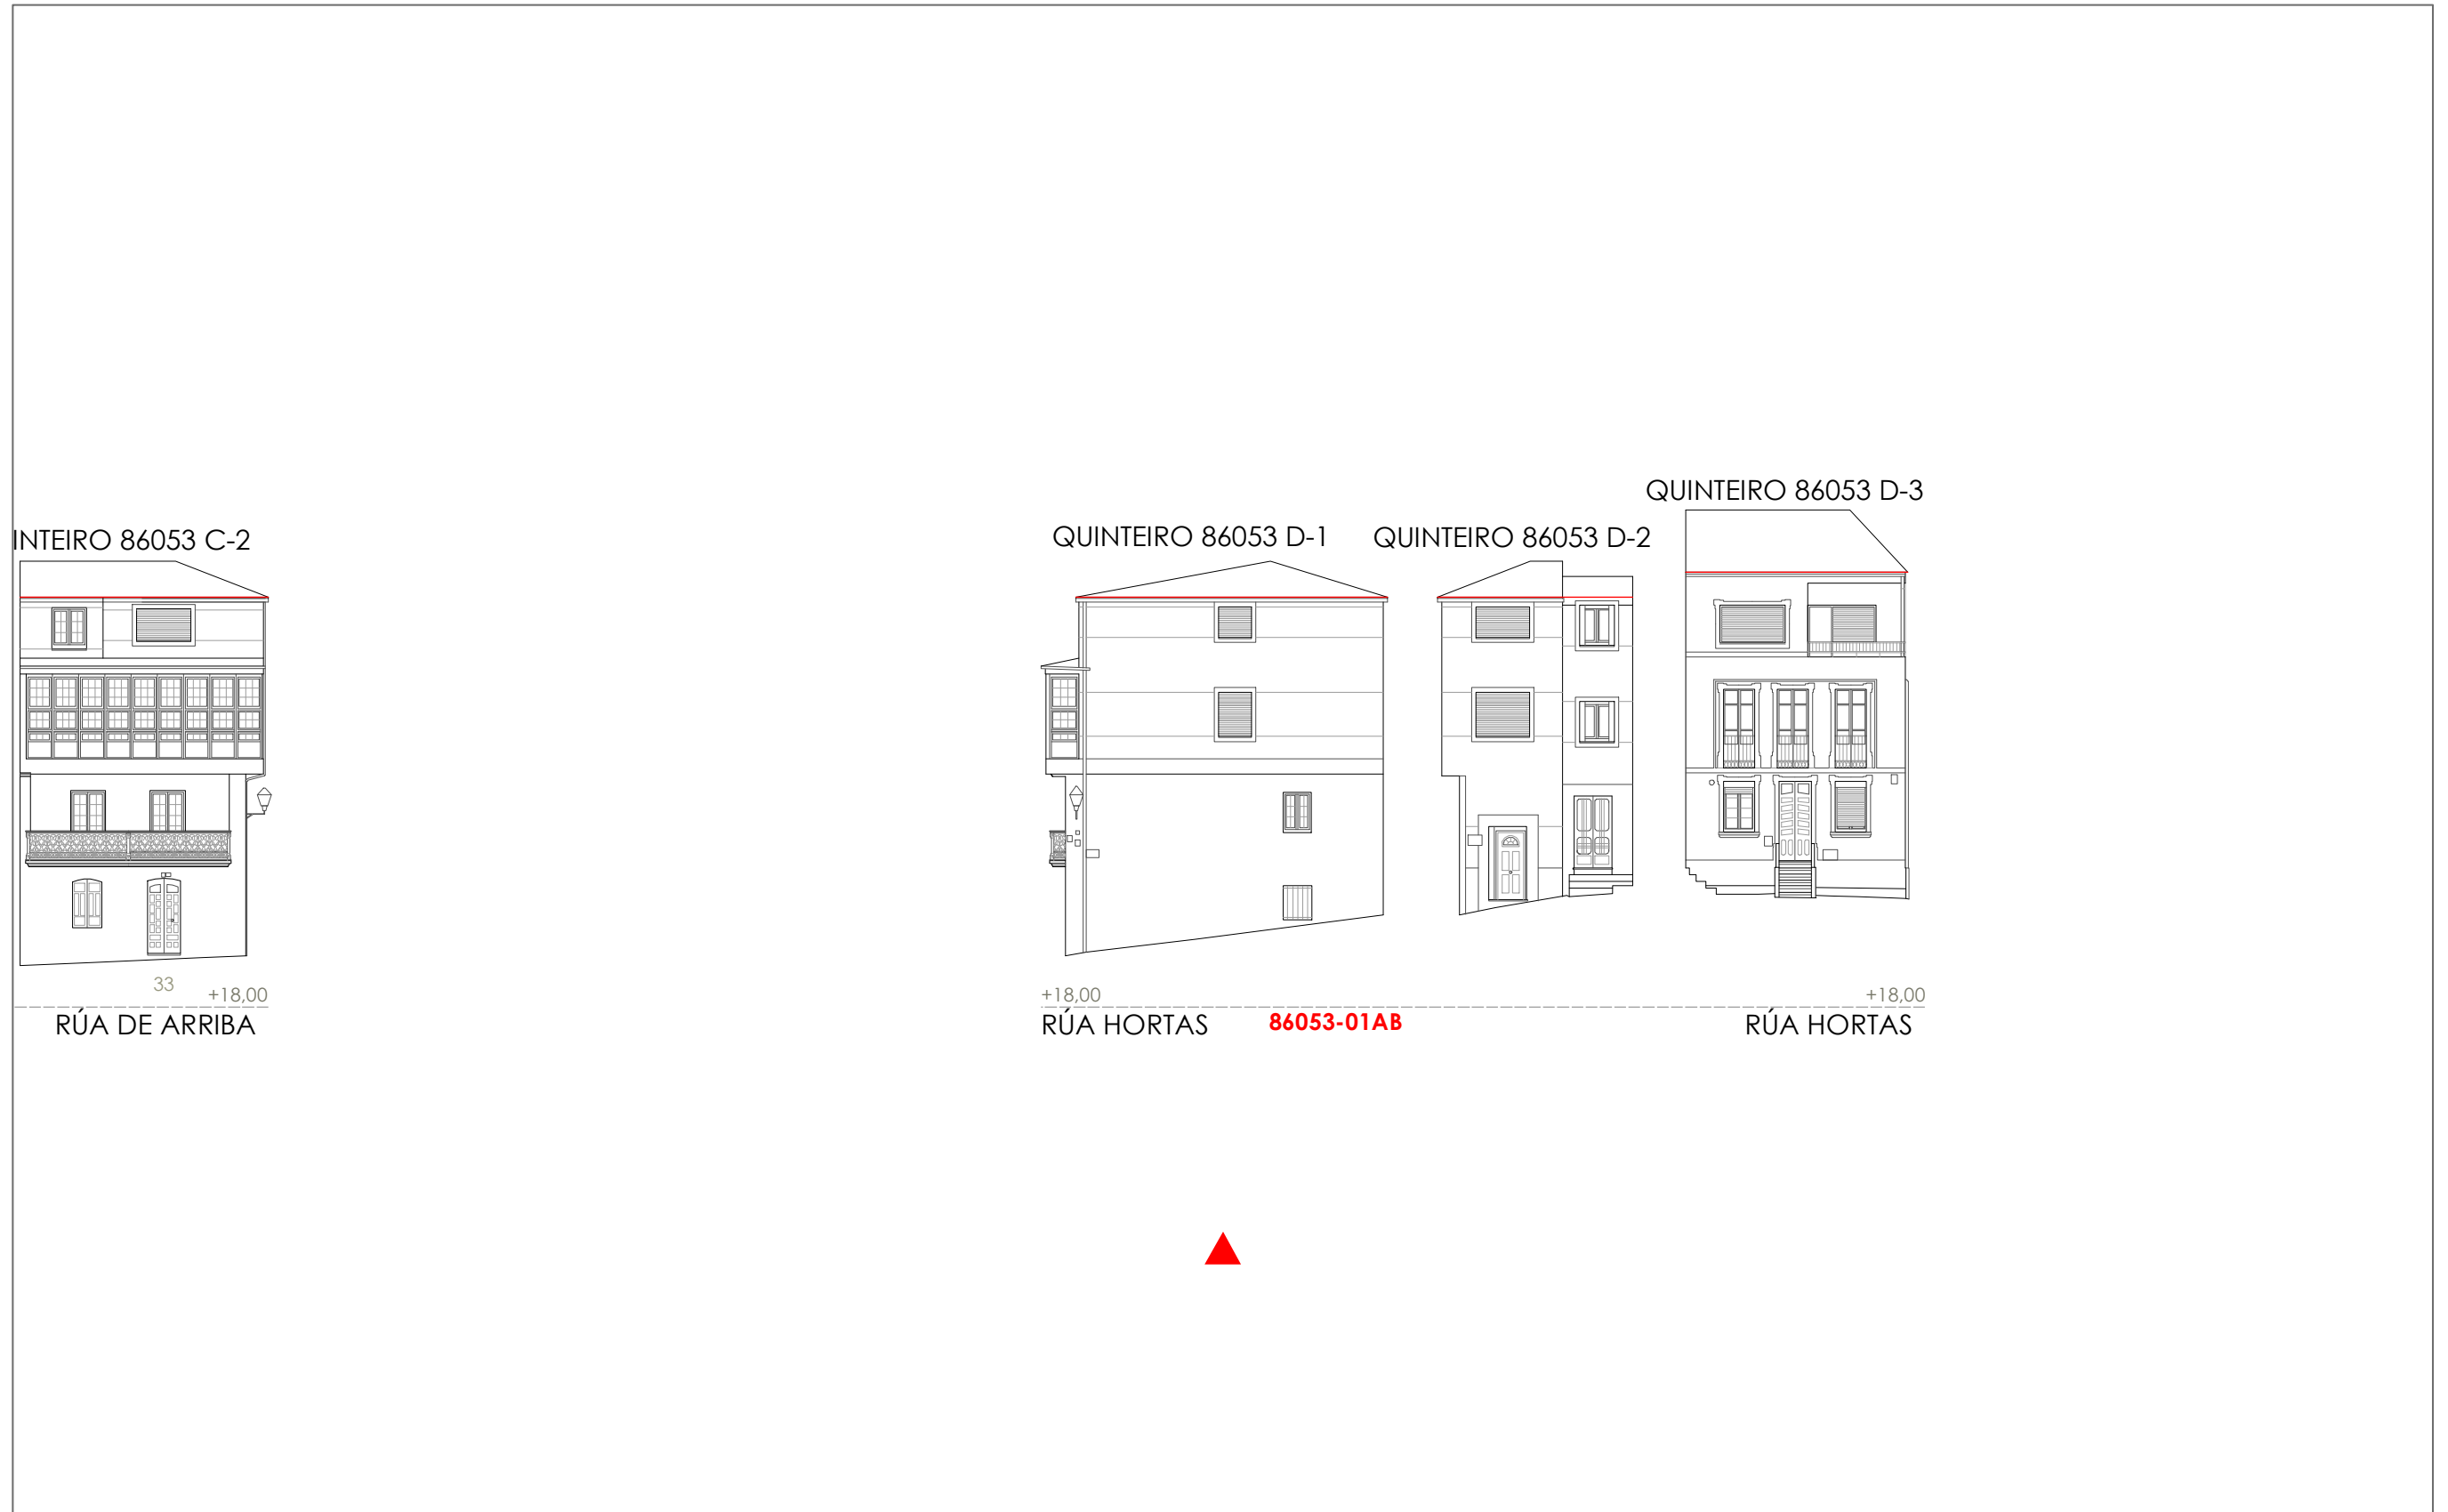 QUINTEIRO 86053 D-3
INTEIRO 86053 C-2
QUINTEIRO 86053 D-1
QUINTEIRO 86053 D-2
33
+18,00
RÚA DE ARRIBA
+18,00
+18,00
RÚA HORTAS
86053-01AB
RÚA HORTAS